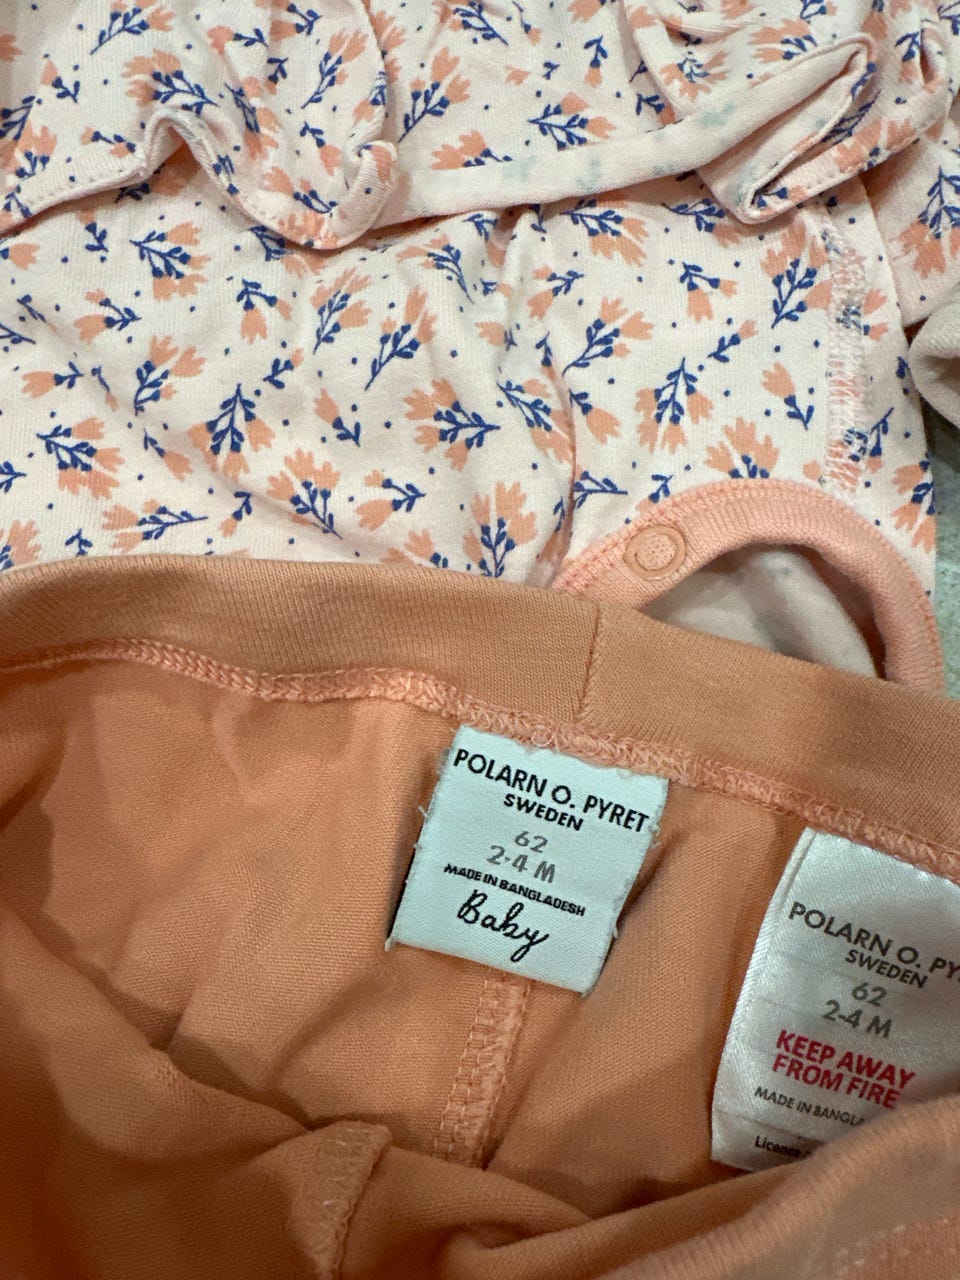 POLARN O. PYRET
SWEDEN
62
2-4 M
MADE IN BANGLADESH
Baby
POLARN O. PY
SWEDEN
62
2-4 M
KEEP AWAY
FROM FIRE
MADE IN BANGLA
Licence